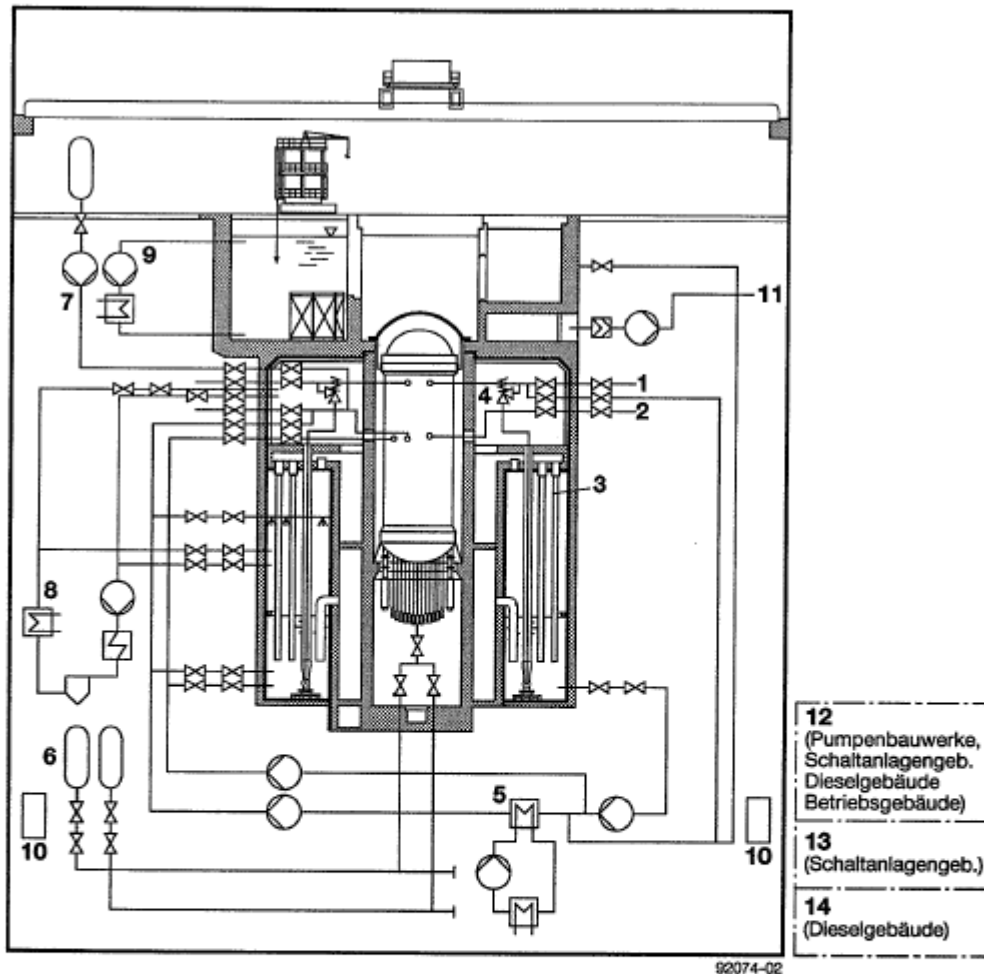 9
7
11
1
4
2
3
8
6
5
10
10
12
(Pumpenbauwerke,
Schaltanlagengeb.
Dieselgebäude
Betriebsgebäude)
13
(Schaltanlagengeb.)
14
(Dieselgebäude)
92074-02